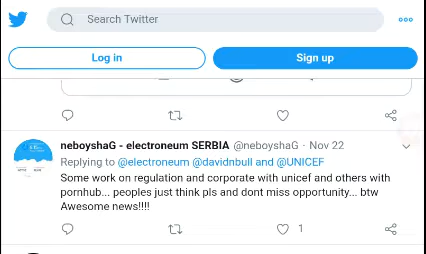 Search Twitter
Log in
Sign up
neboyshaG - electroneum SERBIA @neboyshaG · Nov 22
Replying to @electroneum @davidnbull and @UNICEF
Some work on regulation and corporate with unicef and others with
pornhub... peoples just think pls and dont miss opportunity... btw
Awesome news!!!!
1